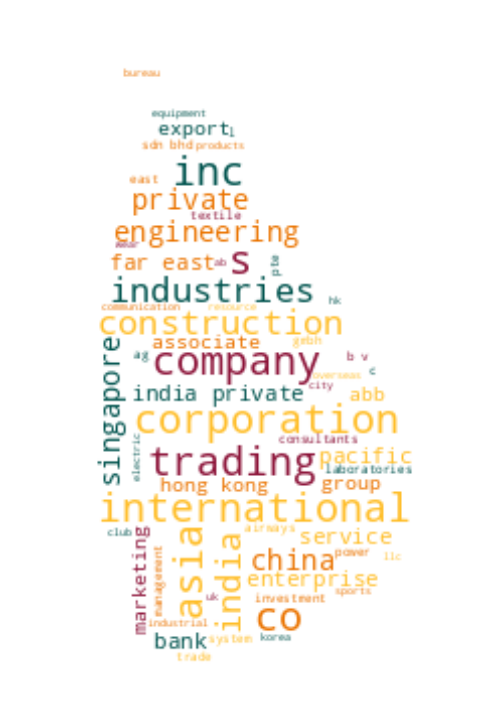 bureau
equipment
export l
sdn bhd products
inc
east
private
textile
engineering
wear
far east ab s pte
industries
hk
communication resource
construction
associate gebh
ag company b v
overseas c
city
singapore
india private abb
corporation
consultants
electric trading pacific
laboratories
hong kong group
international
club airways service
marketing
management
asia
india
china power llc
enterprise
sports
uk investment
co
industrial
bank system korea
trade